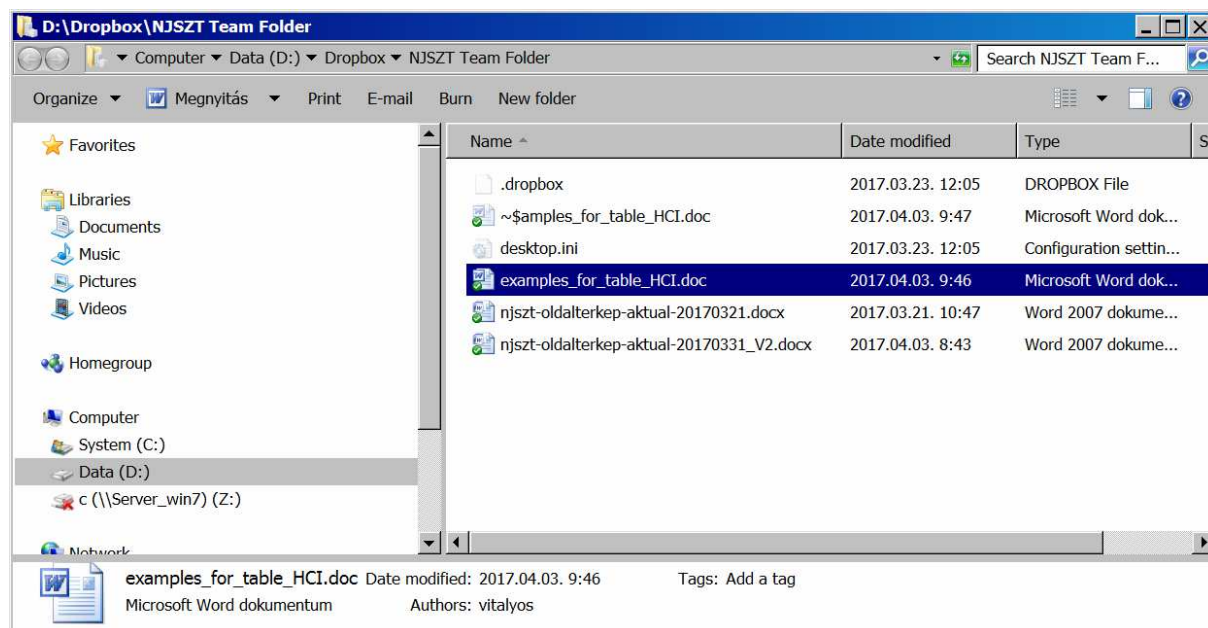 D:\Dropbox\NJSZT Team Folder
Computer Data (D:) Dropbox NJSZT Team Folder Search NJSZT Team F...
Organize Megnyitás Print E-mail Burn New folder
Favorites
Libraries
Documents
Music
Pictures
Videos
Homegroup
Computer
System (C:)
Data (D:)
c (\\Server_win7) (Z:)
Network
Name Date modified Type S
.dropbox 2017.03.23. 12:05 DROPBOX File
~$amples_for_table_HCI.doc 2017.04.03. 9:47 Microsoft Word dok...
desktop.ini 2017.03.23. 12:05 Configuration settin...
examples_for_table_HCI.doc 2017.04.03. 9:46 Microsoft Word dok...
njszt-oldalterkep-aktual-20170321.docx 2017.03.21. 10:47 Word 2007 dokume...
njszt-oldalterkep-aktual-20170331_V2.docx 2017.04.03. 8:43 Word 2007 dokume...
examples_for_table_HCI.doc Date modified: 2017.04.03. 9:46 Tags: Add a tag
Microsoft Word dokumentum Authors: vitalyos